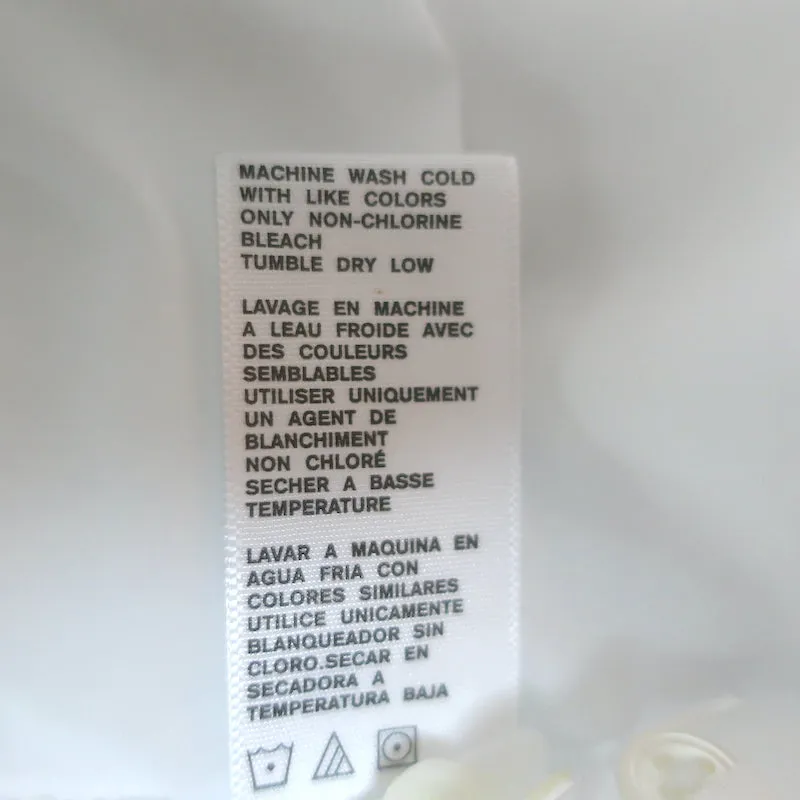 MACHINE WASH COLD
WITH LIKE COLORS
ONLY NON-CHLORINE
BLEACH
TUMBLE DRY LOW
LAVAGE EN MACHINE
A LEAU FROIDE AVEC
DES COULEURS
SEMBLABLES
UTILISER UNIQUEMENT
UN AGENT DE
BLANCHIMENT
NON CHLORÉ
SECHER A BASSE
TEMPERATURE
LAVAR A MAQUINA EN
AGUA FRIA CON
COLORES SIMILARES
UTILICE UNICAMENTE
BLANQUEADOR SIN
CLORO.SECAR EN
SECADORA A
TEMPERATURA BAJA